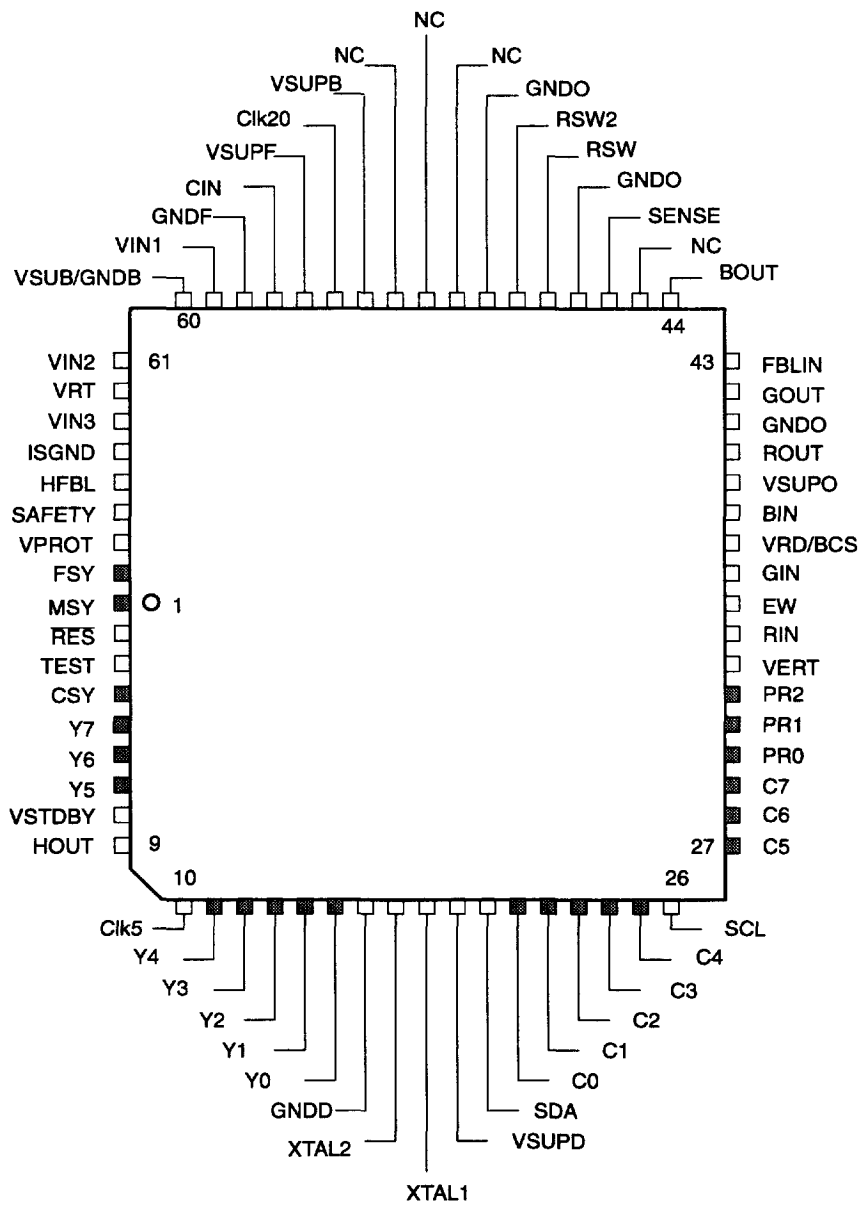 NC
NC NC
VSUPB GNDO
Clk20 RSW2
VSUPF RSW
CIN GNDO
GNDF SENSE
VIN1 NC
VSUB/GNDB BOUT
60 44
VIN2 61 43 FBLIN
VRT GOUT
VIN3 GNDO
ISGND ROUT
HFBL VSUPO
SAFETY BIN
VPROT VRD/BCS
FSY GIN
MSY 1 EW
RES RIN
TEST VERT
CSY PR2
Y7 PR1
Y6 PR0
Y5 C7
VSTDBY C6
HOUT 9 27 C5
10 26
Clk5 SCL
Y4 C4
Y3 C3
Y2 C2
Y1 C1
Y0 C0
GNDD SDA
XTAL2 VSUPD
XTAL1